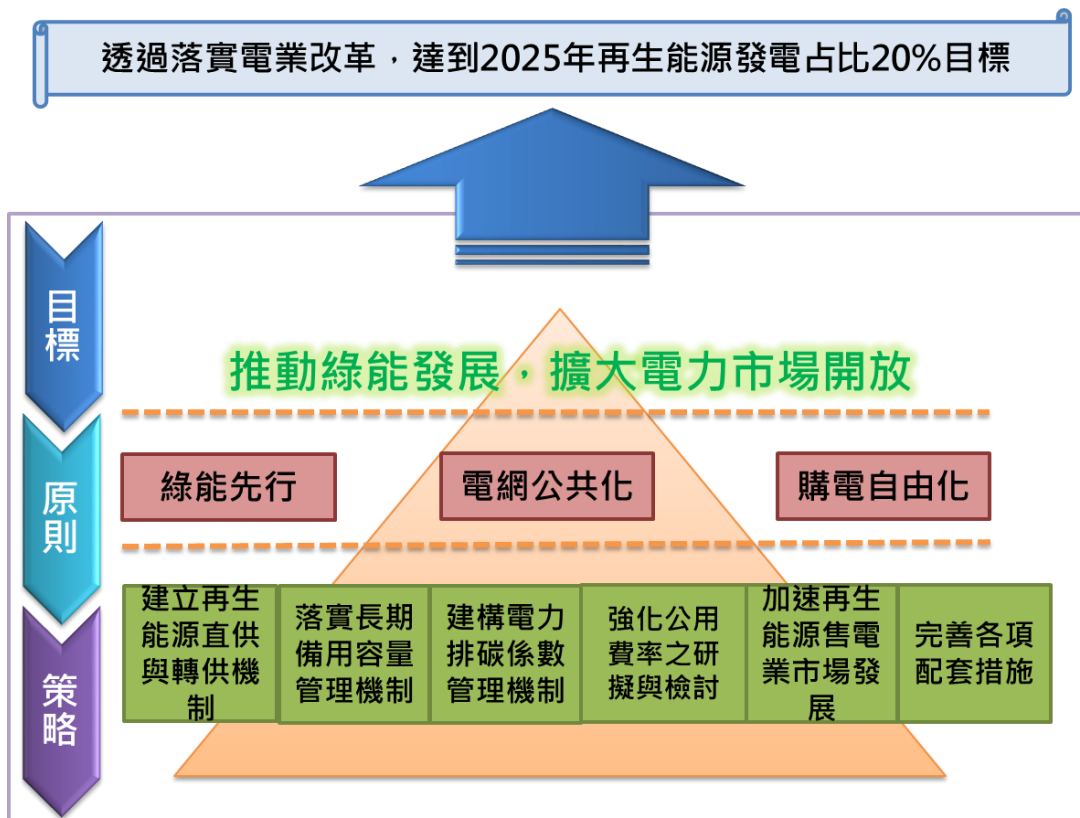 透過落實電業改革，達到2025年再生能源發電占比20%目標
目標
推動綠能發展，擴大電力市場開放
原則
綠能先行
電網公共化
購電自由化
策略
建立再生
能源直供
與轉供機
制
落實長期
備用容量
管理機制
建構電力
排碳係數
管理機制
強化公用
費率之研
擬與檢討
加速再生
能源售電
業市場發
展
完善各項
配套措施